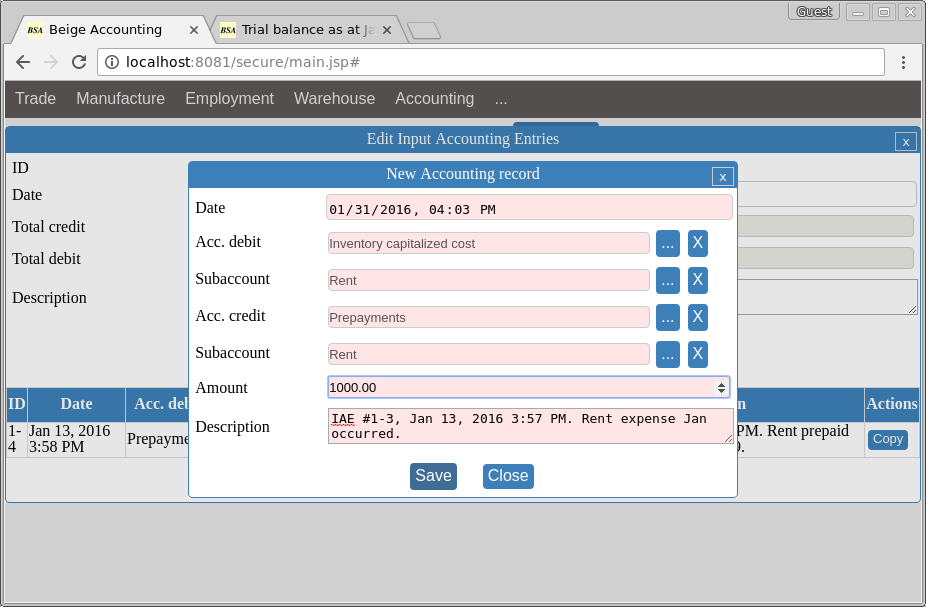 Guest
BSA Beige Accounting
BSA Trial balance as at Ja
localhost:8081/secure/main.jsp#
Trade Manufacture Employment Warehouse Accounting ...
Edit Input Accounting Entries x
ID
Date
Total credit
Total debit
Description
New Accounting record x
Date 01/31/2016, 04:03 PM
Acc. debit Inventory capitalized cost ... X
Subaccount Rent ... X
Acc. credit Prepayments ... X
Subaccount Rent ... X
Amount 1000.00
Description IAE #1-3, Jan 13, 2016 3:57 PM. Rent expense Jan
occurred.
Save Close
ID Date Acc. deb n Actions
1- Jan 13, 2016 PM. Rent prepaid
4 3:58 PM Prepayme Copy